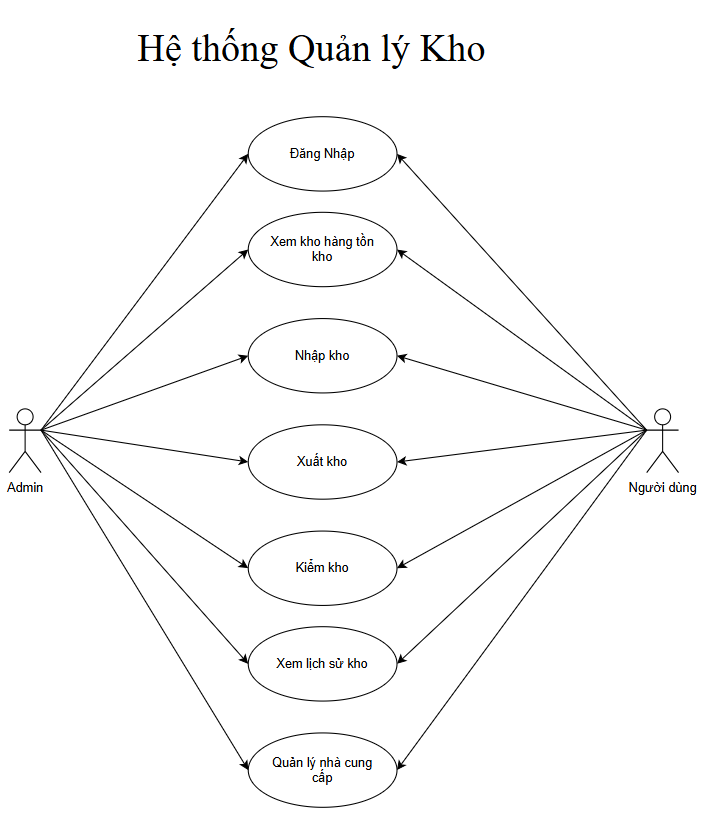 Hệ thống Quản lý Kho
Đăng Nhập
Xem kho hàng tồn
kho
Nhập kho
Xuất kho
Admin
Người dùng
Kiểm kho
Xem lịch sử kho
Quản lý nhà cung
cấp